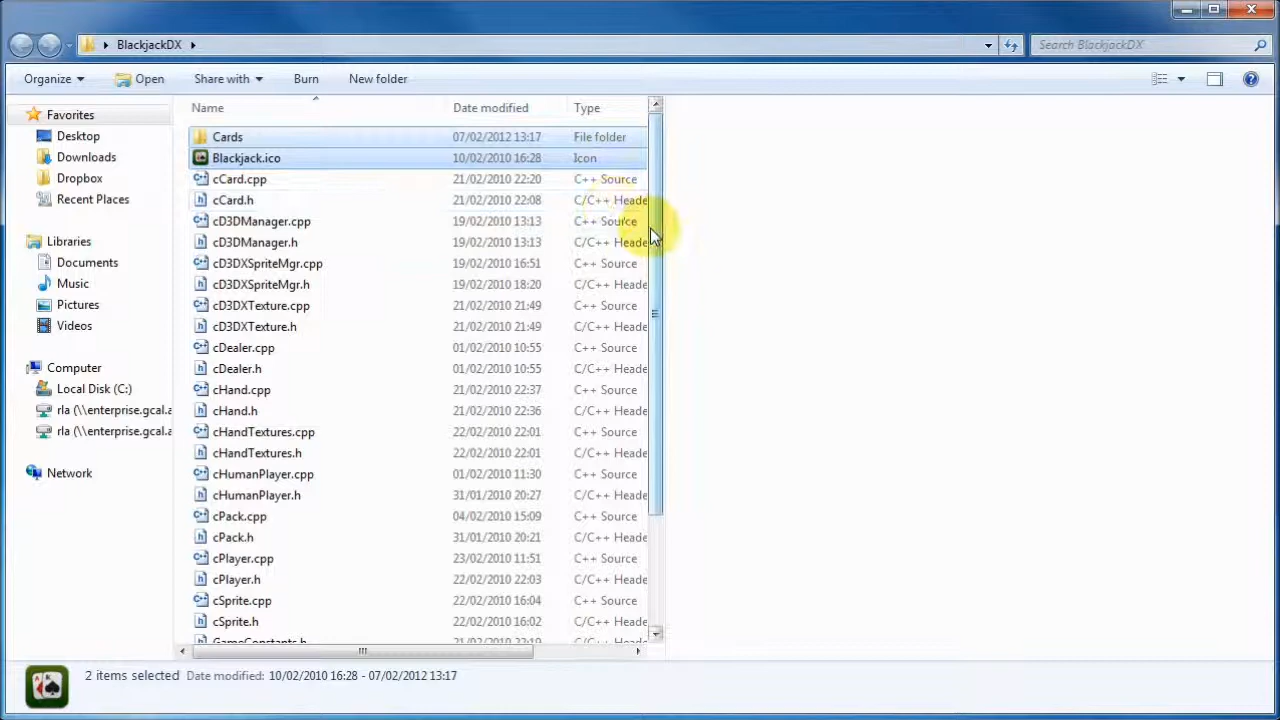 BlackjackDX
Search BlackjackDX
Organize Open Share with Burn New folder
Name Date modified Type
Favorites
Desktop
Downloads
Dropbox
Recent Places
Libraries
Documents
Music
Pictures
Videos
Computer
Local Disk (C:)
rla (\\enterprise.gcal.a
rla (\\enterprise.gcal.a
Network
Cards 07/02/2012 13:17 File folder
Blackjack.ico 10/02/2010 16:28 Icon
cCard.cpp 21/02/2010 22:20 C++ Source
cCard.h 21/02/2010 22:08 C/C++ Heade
cD3DManager.cpp 19/02/2010 13:13 C++ Source
cD3DManager.h 19/02/2010 13:13 C/C++ Heade
cD3DXSpriteMgr.cpp 19/02/2010 16:51 C++ Source
cD3DXSpriteMgr.h 19/02/2010 18:20 C/C++ Heade
cD3DXTexture.cpp 21/02/2010 21:49 C++ Source
cD3DXTexture.h 21/02/2010 21:49 C/C++ Heade
cDealer.cpp 01/02/2010 10:55 C++ Source
cDealer.h 01/02/2010 10:55 C/C++ Heade
cHand.cpp 21/02/2010 22:37 C++ Source
cHand.h 21/02/2010 22:36 C/C++ Heade
cHandTextures.cpp 22/02/2010 22:01 C++ Source
cHandTextures.h 22/02/2010 22:01 C/C++ Heade
cHumanPlayer.cpp 01/02/2010 11:30 C++ Source
cHumanPlayer.h 31/01/2010 20:27 C/C++ Heade
cPack.cpp 04/02/2010 15:09 C++ Source
cPack.h 31/01/2010 20:21 C/C++ Heade
cPlayer.cpp 23/02/2010 11:51 C++ Source
cPlayer.h 22/02/2010 22:03 C/C++ Heade
cSprite.cpp 22/02/2010 16:04 C++ Source
cSprite.h 22/02/2010 16:02 C/C++ Heade
GameConstants.h 21/02/2010 22:19 C/C++ Heade
2 items selected Date modified: 10/02/2010 16:28 - 07/02/2012 13:17